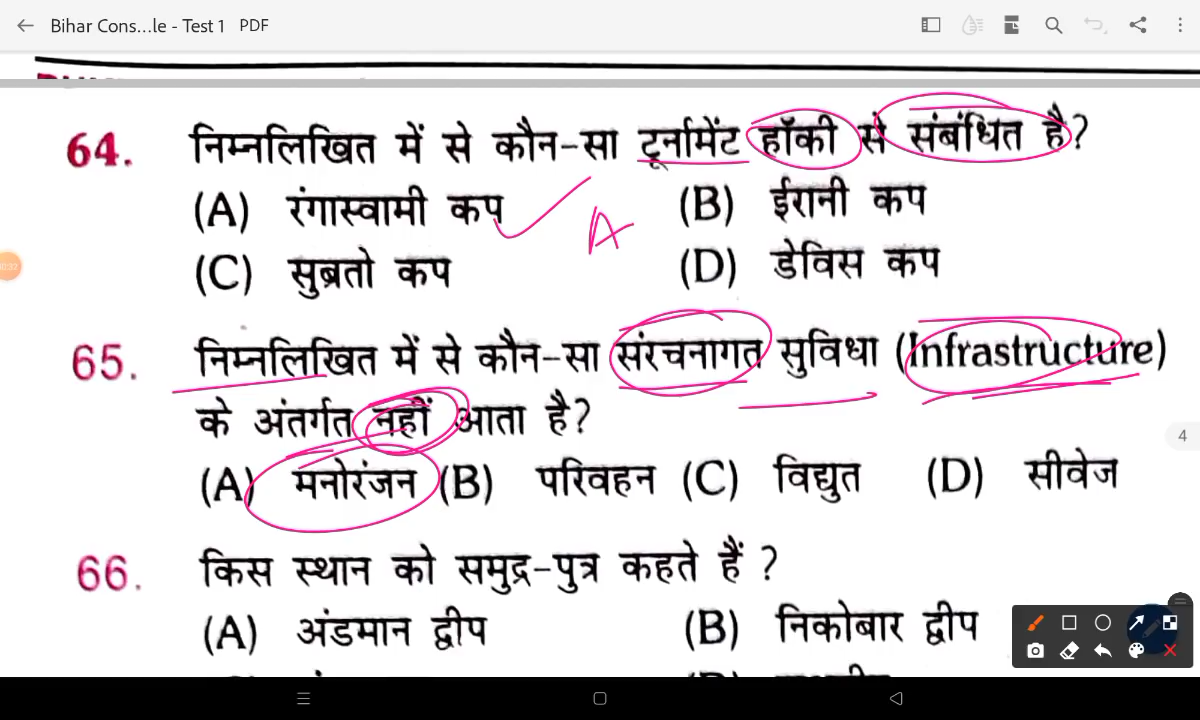 Bihar Cons...le - Test 1 PDF
64. निम्नलिखित में से कौन-सा टूर्नामेंट हॉकी से संबंधित है?
(A) रंगास्वामी कप (B) ईरानी कप
A
(C) सुब्रतो कप (D) डेविस कप
65. निम्नलिखित में से कौन-सा संरचनागत सुविधा (Infrastructure)
के अंतर्गत नहीं आता है?
(A) मनोरंजन (B) परिवहन (C) विद्युत (D) सीवेज
4
66. किस स्थान को समुद्र-पुत्र कहते हैं ?
(A) अंडमान द्वीप (B) निकोबार द्वीप